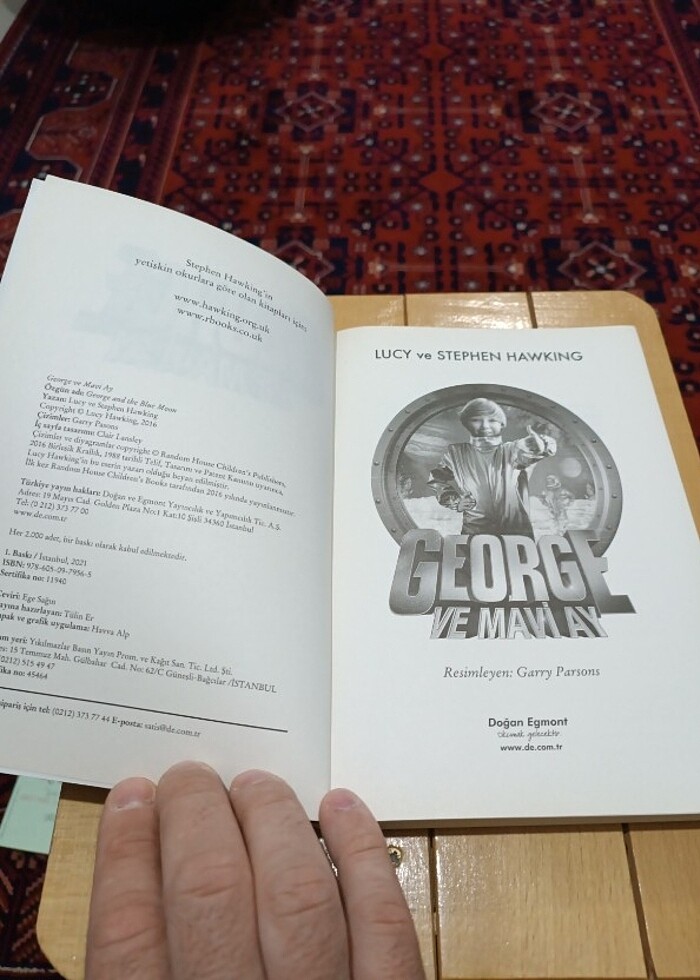 Stephen Hawking'in
yetişkin okurlara göre olan kitapları için:
www.hawking.org.uk
www.rbooks.co.uk
George ve Mavi Ay
Özgün adı: George and the Blue Moon
Yazan: Lucy ve Stephen Hawking
Copyright © Lucy Hawking, 2016
Çizimler: Garry Parsons
İç sayfa tasarımı: Clair Lansley
Çizimler ve diyagramlar copyright © Random House Children's Publishers,
2016 Birleşik Krallık, 1988 tarihli Telif, Tasarım ve Patent Kanunu uyarınca,
Lucy Hawking'in bu eserin yazarı olduğu beyan edilmiştir.
İlk kez Random House Children's Books tarafından 2016 yılında yayınlanmıştır.
Türkiye yayın hakları: Doğan ve Egmont Yayıncılık ve Yapımcılık Tic. A.Ş.
Adres: 19 Mayıs Cad. Golden Plaza No:1 Kat:10 Şişli 34360 İstanbul
Tel: (0 212) 373 77 00
www.de.com.tr
Her 2.000 adet, bir baskı olarak kabul edilmektedir.
1. Baskı / İstanbul, 2021
ISBN: 978-605-09-7956-5
Sertifika no: 11940
Çeviri: Ege Sağın
ayına hazırlayan: Tülin Er
apak ve grafik uygulama: Havva Alp
ım yeri: Yıkılmazlar Basın Yayın Prom. ve Kağıt San. Tic. Ltd. Şti.
es: 15 Temmuz Mah. Gülbahar Cad. No: 62/C Güneşli-Bağcılar /İSTANBUL
(0212) 515 49 47
fika no: 45464
ipariş için tel: (0212) 373 77 44 E-posta: satis@de.com.tr
LUCY ve STEPHEN HAWKING
GEORGE
VE MAVİ AY
Resimleyen: Garry Parsons
Doğan Egmont
Okumak gelecektir.
www.de.com.tr